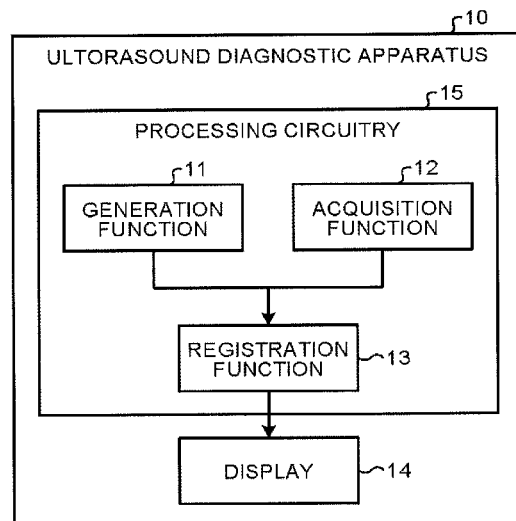 10
ULTORASOUND DIAGNOSTIC APPARATUS
15
PROCESSING CIRCUITRY
11
12
GENERATION
FUNCTION
ACQUISITION
FUNCTION
REGISTRATION
FUNCTION
13
DISPLAY
14